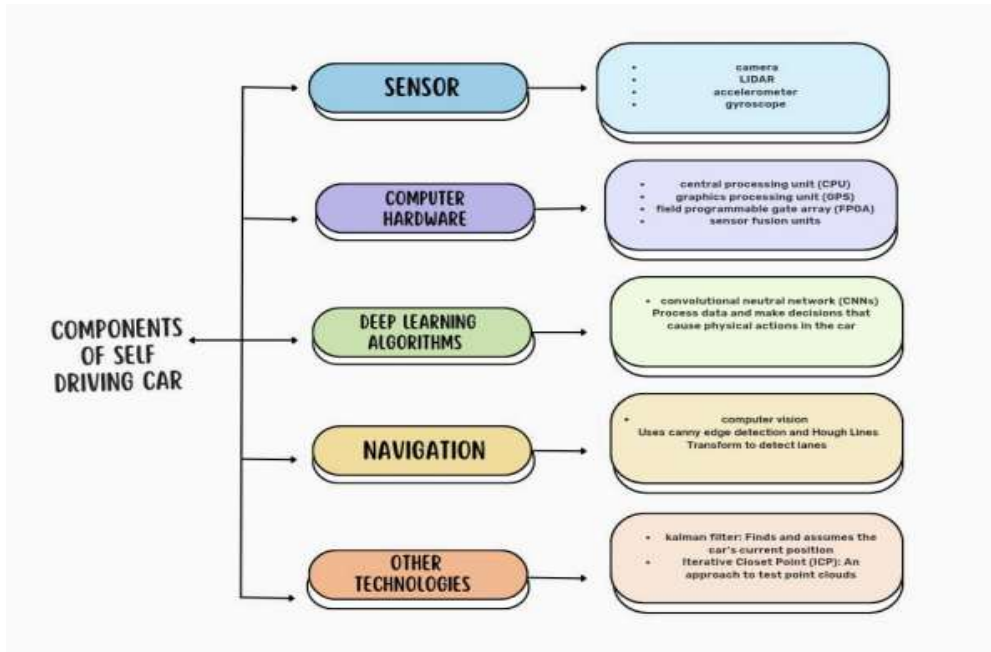 COMPONENTS
OF SELF
DRIVING CAR
SENSOR
• camera
• LIDAR
• accelerometer
• gyroscope
COMPUTER
HARDWARE
• central processing unit (CPU)
• graphics processing unit (GPS)
• field programmable gate array (FPGA)
• sensor fusion units
DEEP LEARNING
ALGORITHMS
• convolutional neutral network (CNNs)
Process data and make decisions that
cause physical actions in the car
NAVIGATION
• computer vision
Uses canny edge detection and Hough Lines
Transform to detect lanes
OTHER
TECHNOLOGIES
• kalman filter: Finds and assumes the
car's current position
• Iterative Closet Point (ICP): An
approach to test point clouds